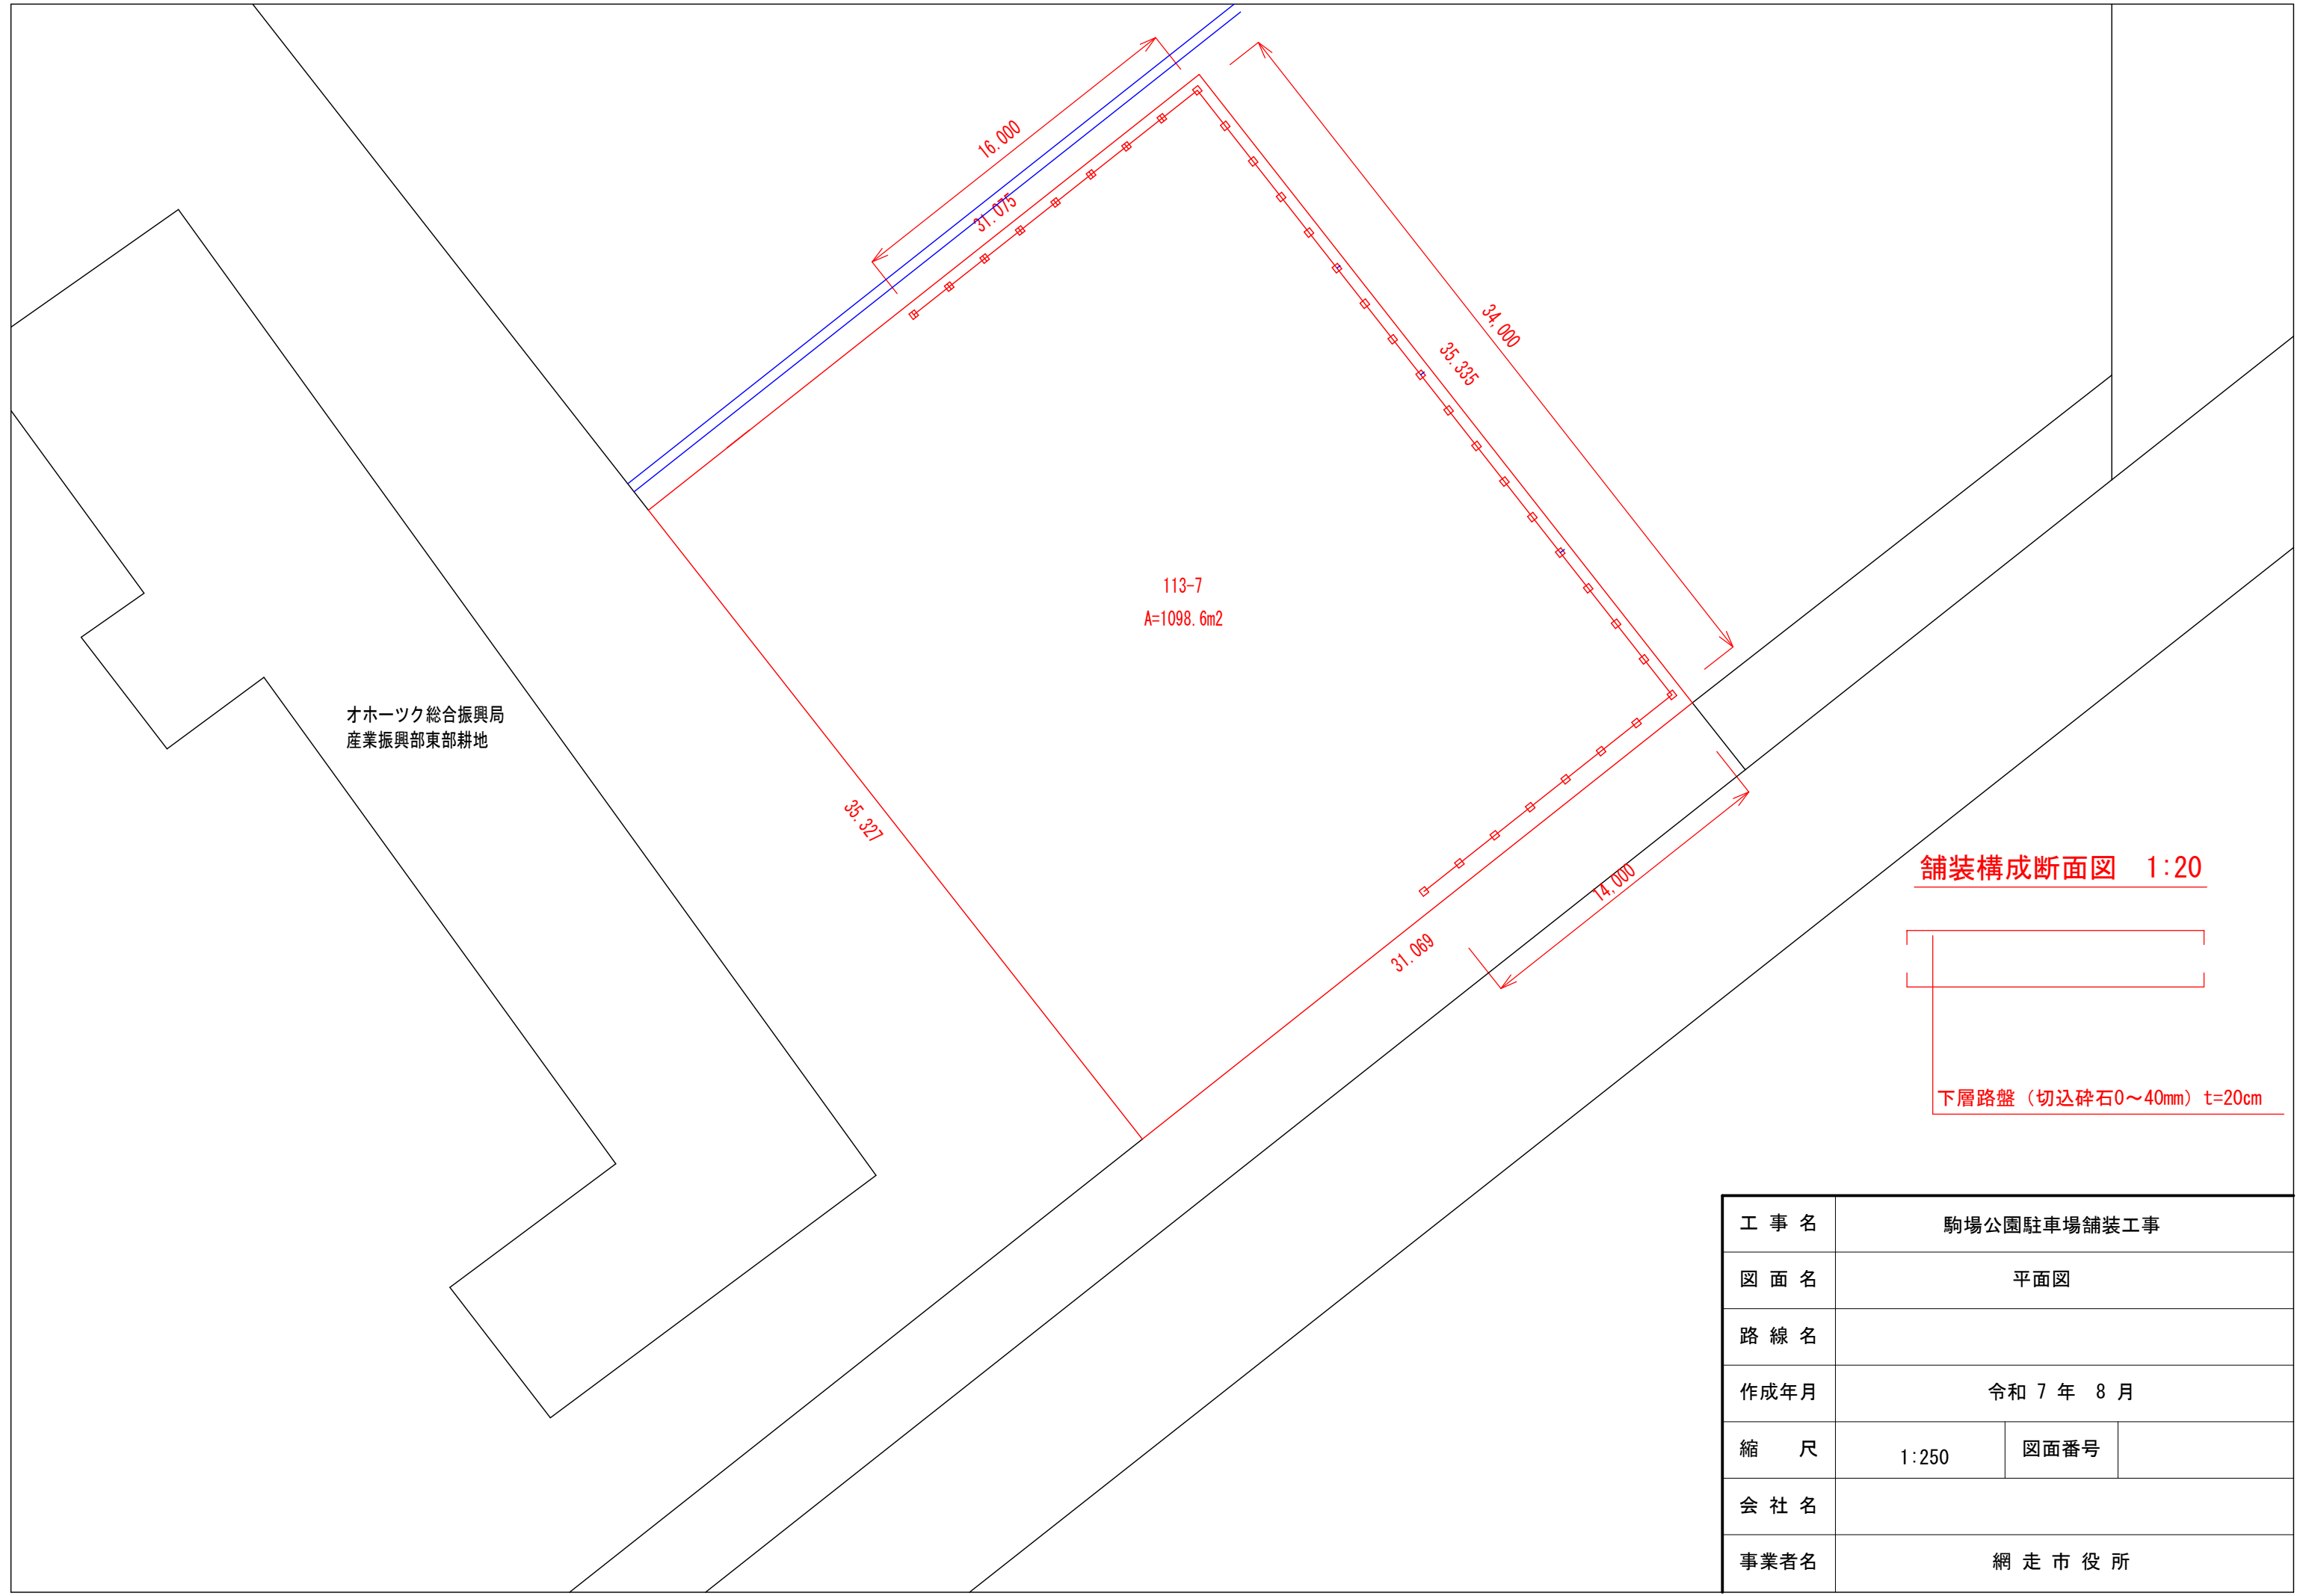 16.000
31.075
34,000
35.335
113-7
A=1098.6m2
オホーツク総合振興局
産業振興部東部耕地
35.327
14,000
31.069
舗装構成断面図　1:20
下層路盤（切込砕石0～40mm）t=20cm
工 事 名　駒場公園駐車場舗装工事
図 面 名　平面図
路 線 名
作成年月　令和 7 年　8 月
縮　尺　1:250　図面番号
会 社 名
事業者名　網 走 市 役 所